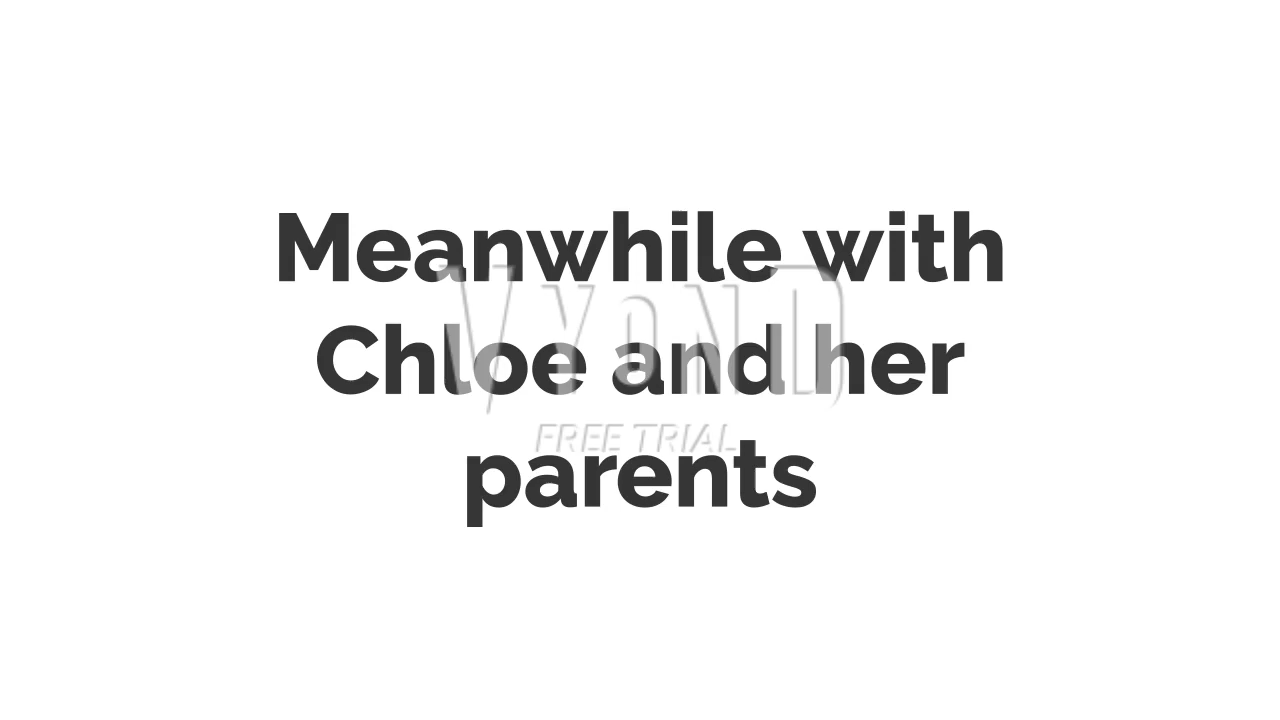 Meanwhile with
Chloe and her
parents
VYOND
FREE TRIAL